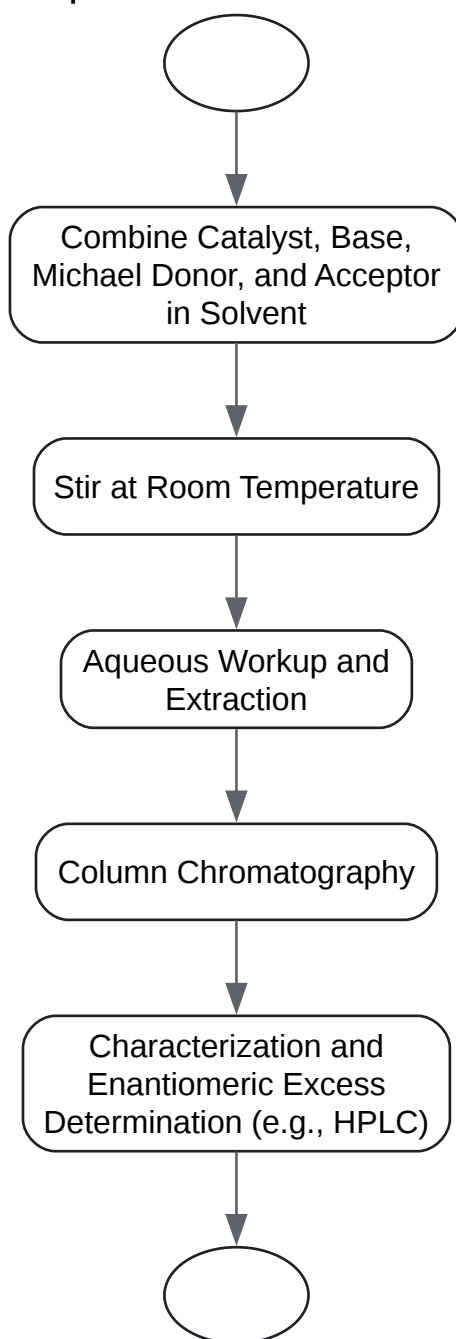 Combine Catalyst, Base,
Michael Donor, and Acceptor
in Solvent
Stir at Room Temperature
Aqueous Workup and
Extraction
Column Chromatography
Characterization and
Enantiomeric Excess
Determination (e.g., HPLC)